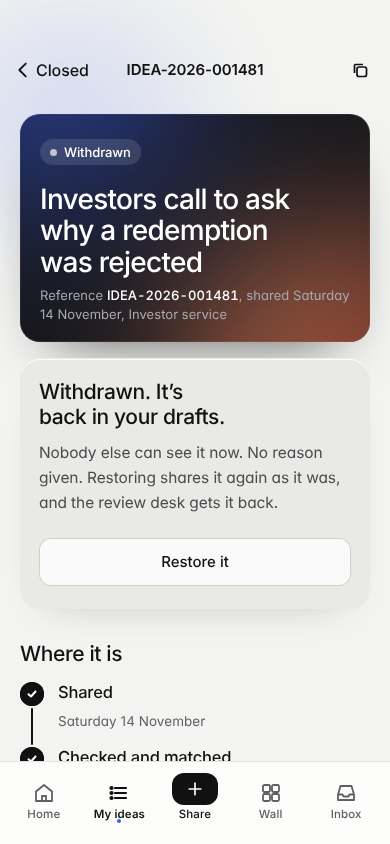 Closed
IDEA-2026-001481
Withdrawn
Investors call to ask
why a redemption
was rejected
Reference IDEA-2026-001481, shared Saturday
14 November, Investor service
Withdrawn. It’s
back in your drafts.
Nobody else can see it now. No reason
given. Restoring shares it again as it was,
and the review desk gets it back.
Restore it
Where it is
Shared
Saturday 14 November
Checked and matched
Home
My ideas
Share
Wall
Inbox